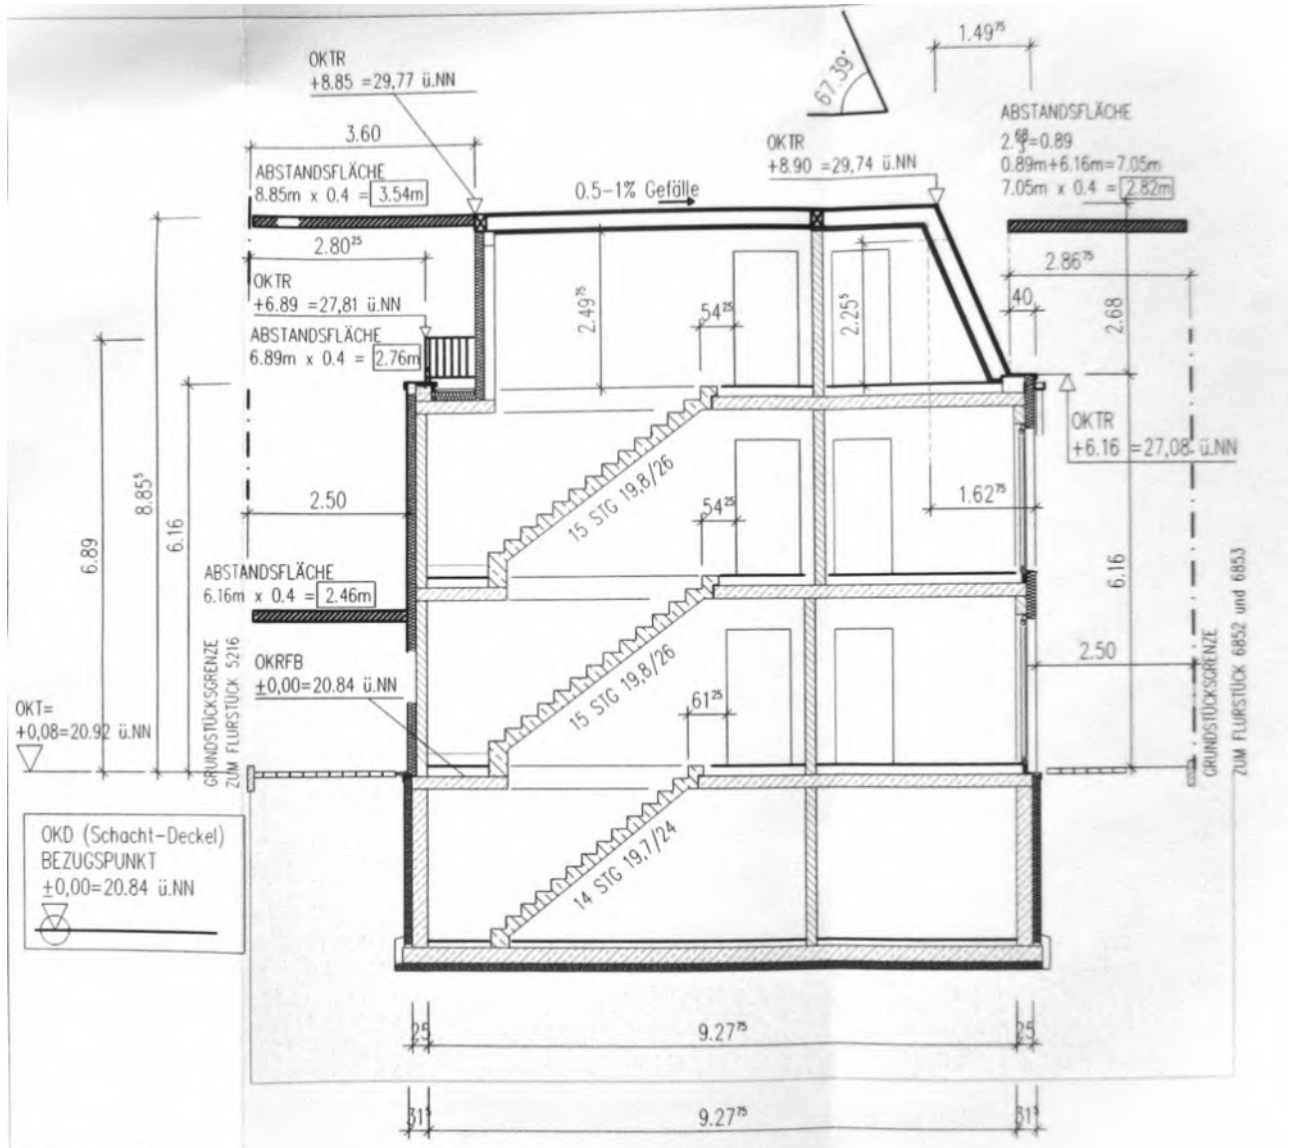 OKTR
+8.85 =29,77 ü.NN
3.60
ABSTANDSFLÄCHE
8.85m x 0.4 = 3.54m
2.80²⁵
OKTR
+6.89 =27,81 ü.NN
ABSTANDSFLÄCHE
6.89m x 0.4 = 2.76m
0.5-1% Gefälle
67.39°
1.49⁷⁵
OKTR
+8.90 =29,74 ü.NN
ABSTANDSFLÄCHE
2.68/3=0.89
0.89m+6.16m=7.05m
7.05m x 0.4 = 2.82m
2.86⁷⁵
40
2.68
2.49⁷⁵
54²⁵
2.25⁵
OKTR
+6.16 =27,08 ü.NN
8.85⁵
6.89
6.16
2.50
15 STG 19,8/26
54²⁵
1.62⁷⁵
6.16
ABSTANDSFLÄCHE
6.16m x 0.4 = 2.46m
GRUNDSTÜCKSGRENZE
ZUM FLURSTÜCK 5216
OKRFB
±0,00=20.84 ü.NN
15 STG 19,8/26
61²⁵
2.50
GRUNDSTÜCKSGRENZE
ZUM FLURSTÜCK 6852 und 6853
OKT=
+0,08=20.92 ü.NN
OKD (Schacht-Deckel)
BEZUGSPUNKT
±0,00=20.84 ü.NN
14 STG 19,7/24
25
9.27⁷⁵
25
31⁵
9.27⁷⁵
31⁵